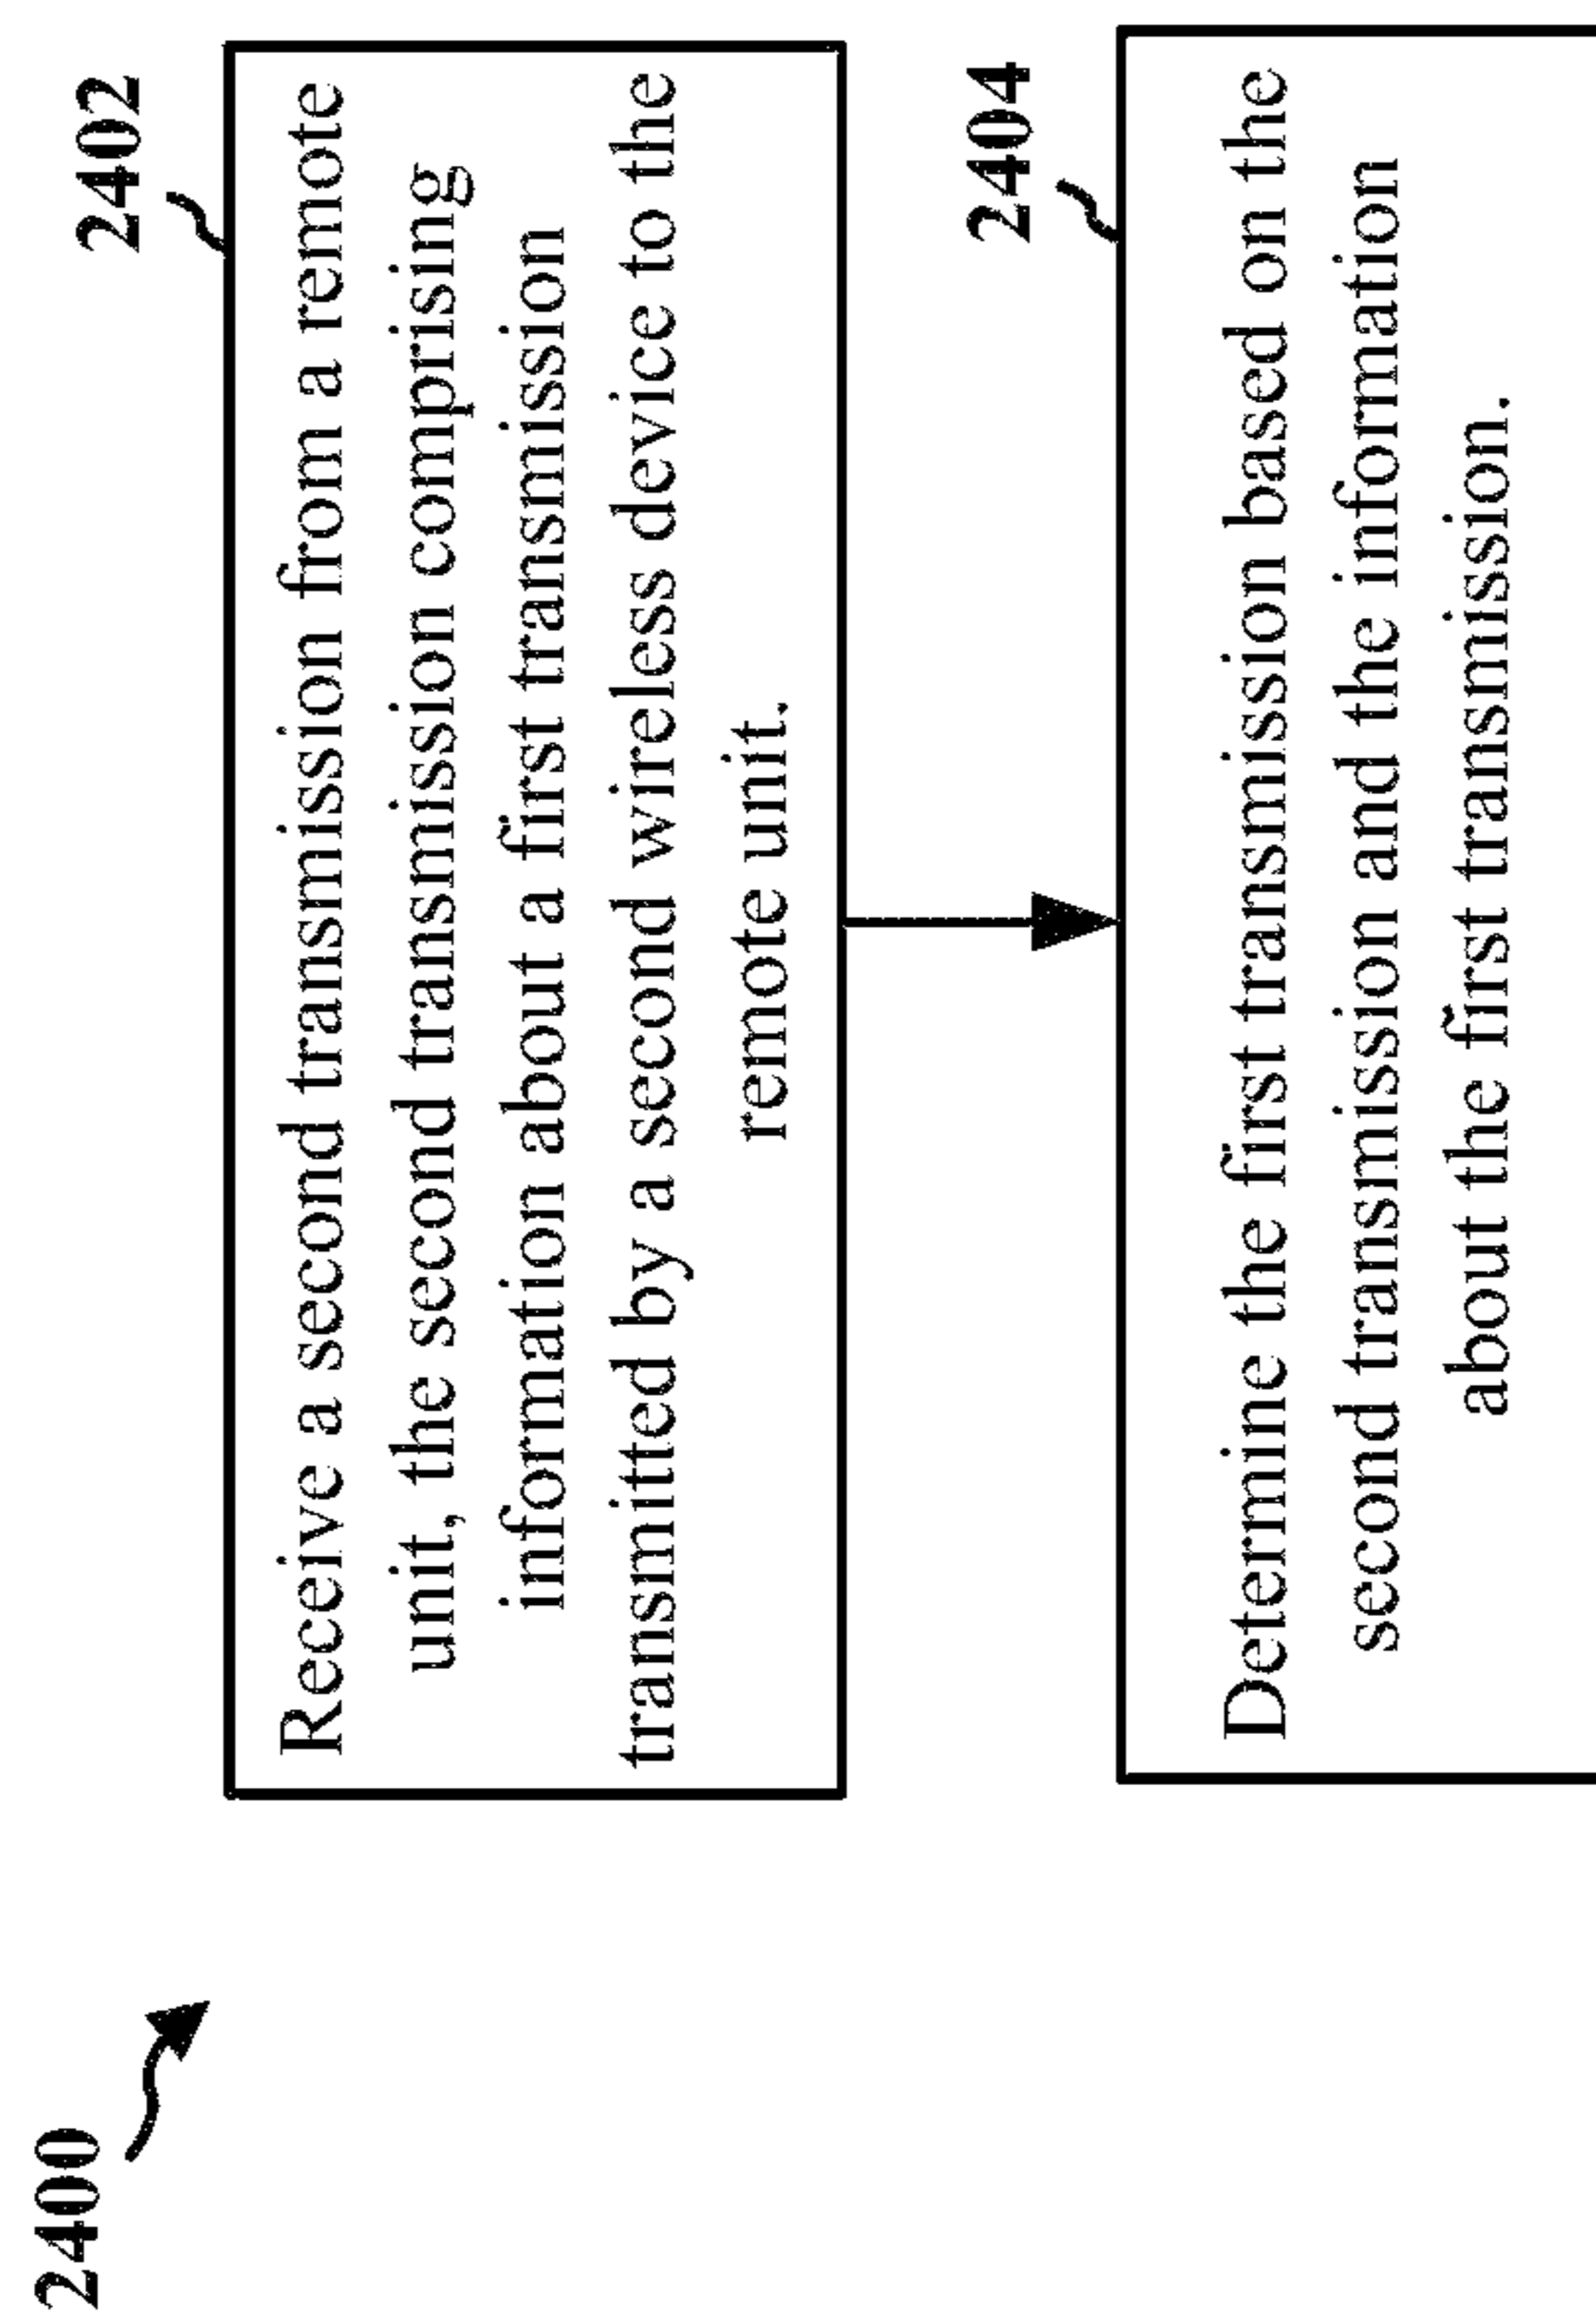 2400
2402
Receive a second transmission from a remote
unit, the second transmission comprising
information about a first transmission
transmitted by a second wireless device to the
remote unit.
2404
Determine the first transmission based on the
second transmission and the information
about the first transmission.